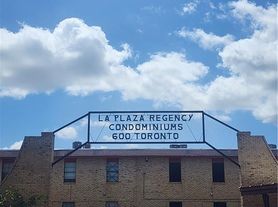 LA PLAZA REGENCY
CONDOMINIUMS
600 TORONTO